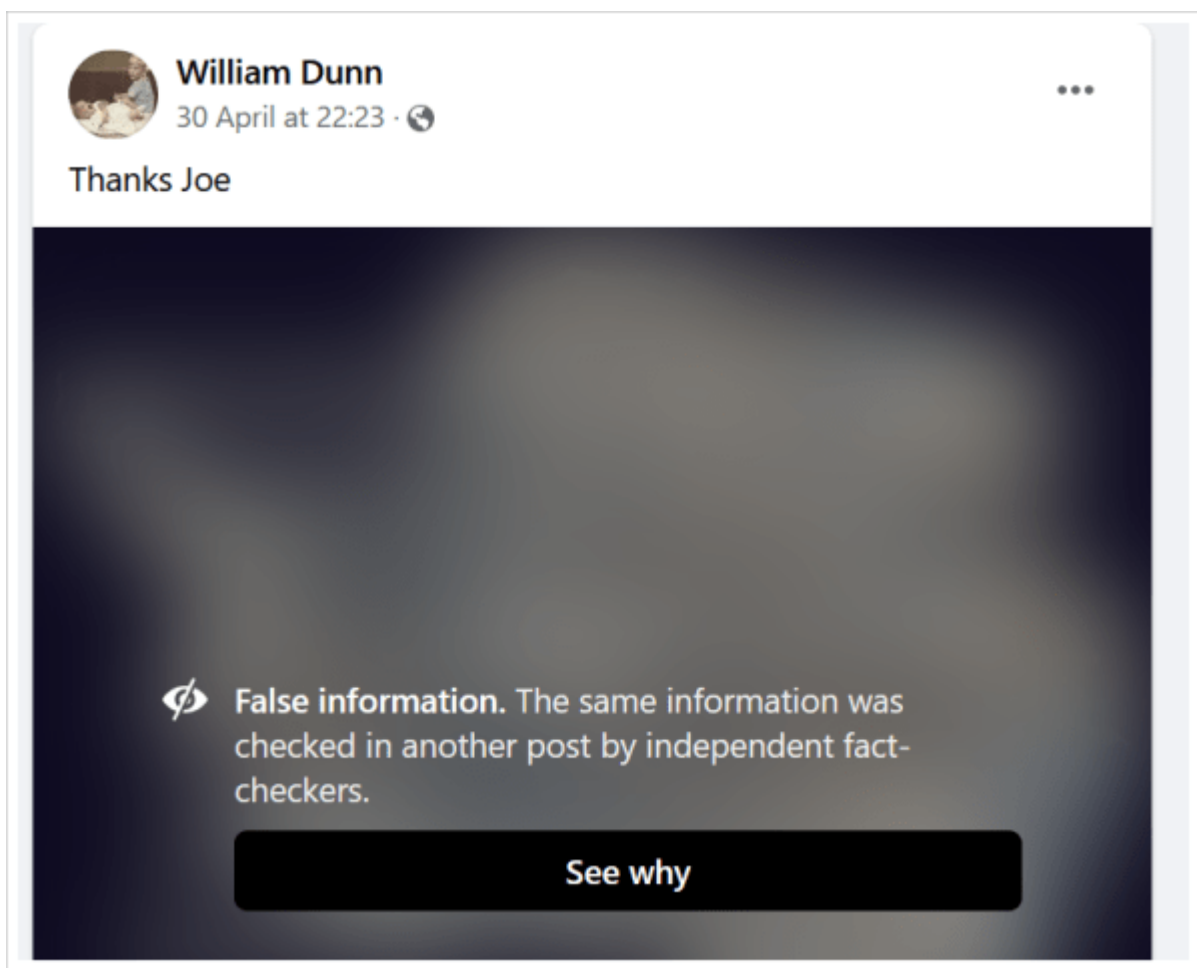 William Dunn
30 April at 22:23 ·
Thanks Joe
False information. The same information was
checked in another post by independent fact-
checkers.
See why